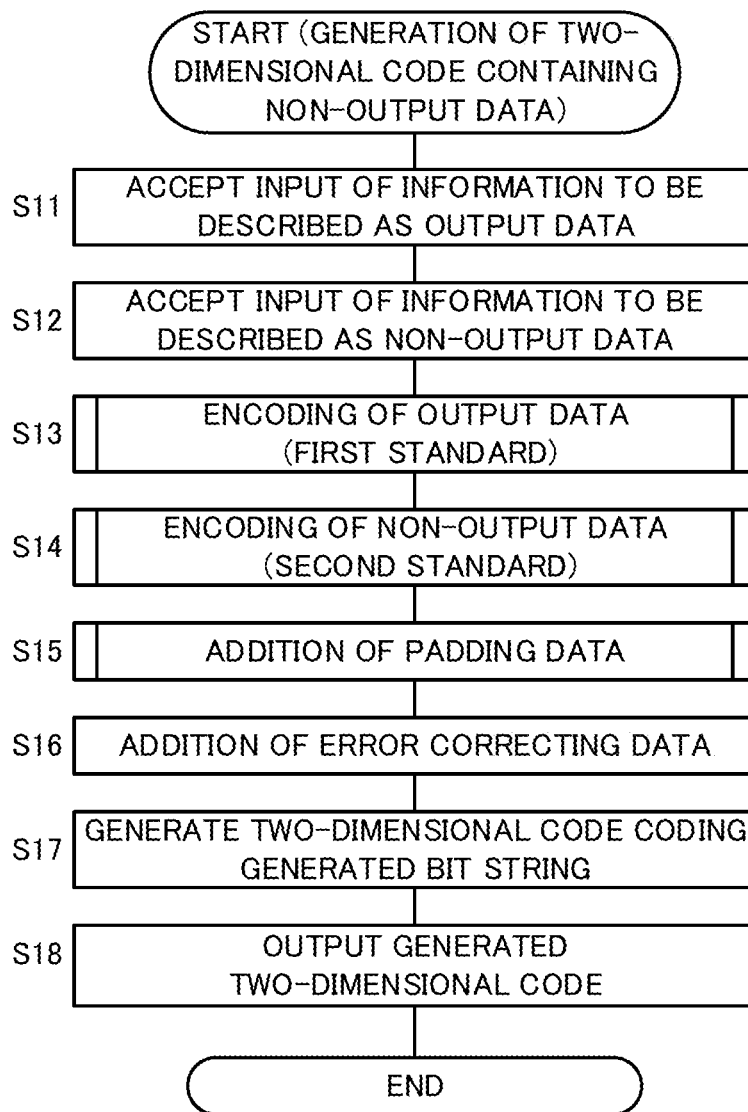 START (GENERATION OF TWO-
DIMENSIONAL CODE CONTAINING
NON-OUTPUT DATA)
S11
ACCEPT INPUT OF INFORMATION TO BE
DESCRIBED AS OUTPUT DATA
S12
ACCEPT INPUT OF INFORMATION TO BE
DESCRIBED AS NON-OUTPUT DATA
S13
ENCODING OF OUTPUT DATA
(FIRST STANDARD)
S14
ENCODING OF NON-OUTPUT DATA
(SECOND STANDARD)
S15
ADDITION OF PADDING DATA
S16
ADDITION OF ERROR CORRECTING DATA
S17
GENERATE TWO-DIMENSIONAL CODE CODING
GENERATED BIT STRING
S18
OUTPUT GENERATED
TWO-DIMENSIONAL CODE
END